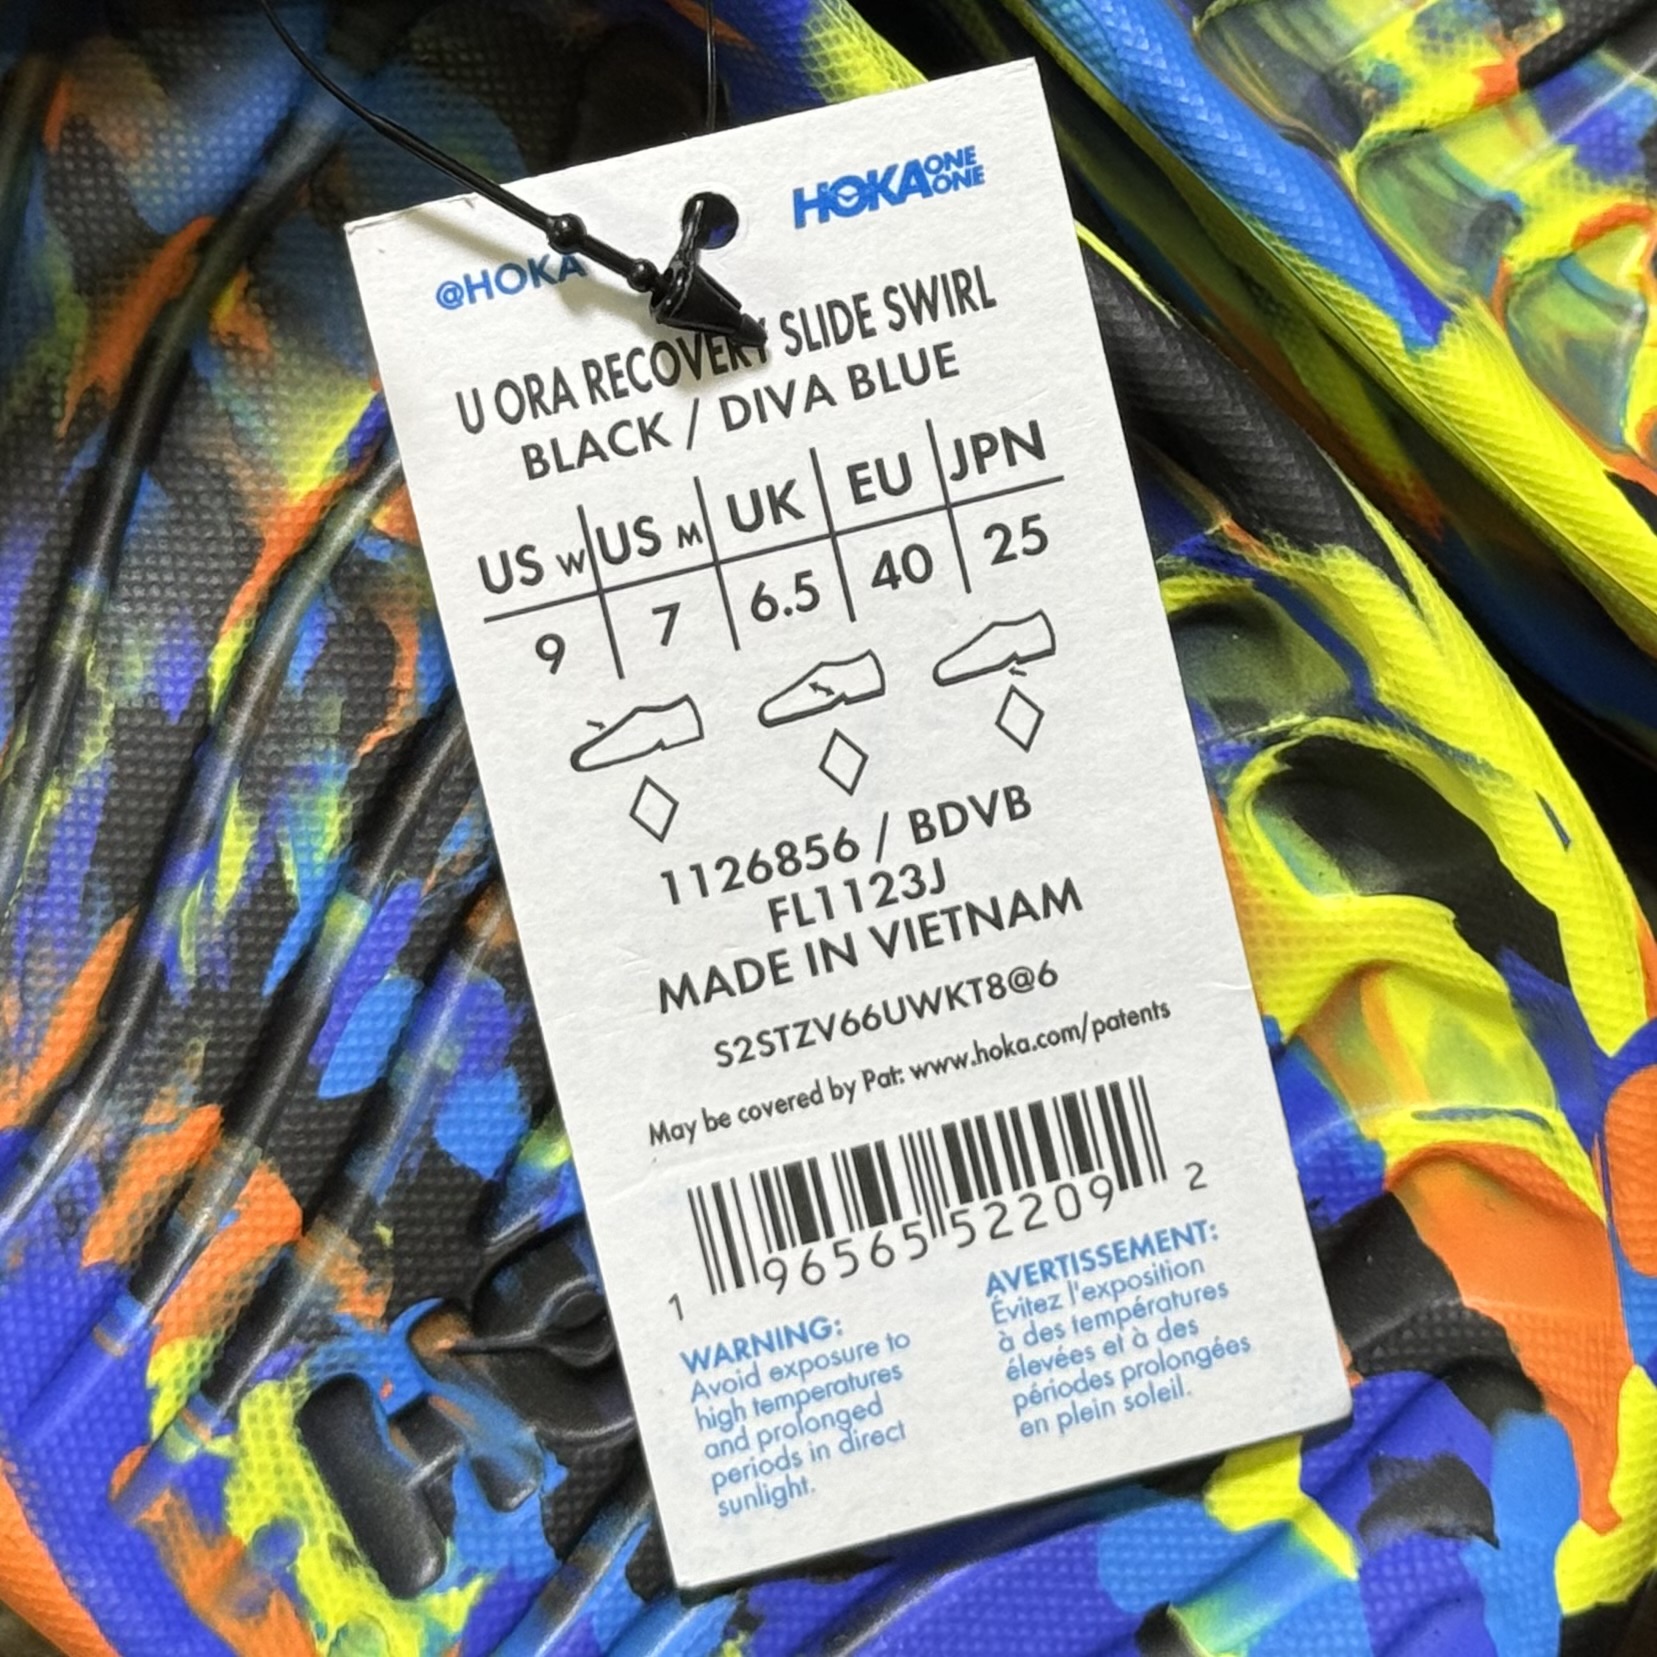 HOKA ONE ONE
@HOKA
U ORA RECOVERY SLIDE SWIRL
BLACK / DIVA BLUE
US W US M UK EU JPN
9 7 6.5 40 25
1126856 / BDVB
FL1123J
MADE IN VIETNAM
S2STZV66UWKT8@6
May be covered by Pat: www.hoka.com/patents
1 96565 52209 2
WARNING:
Avoid exposure to
high temperatures
and prolonged
periods in direct
sunlight.
AVERTISSEMENT:
Évitez l'exposition
à des températures
élevées et à des
périodes prolongées
en plein soleil.